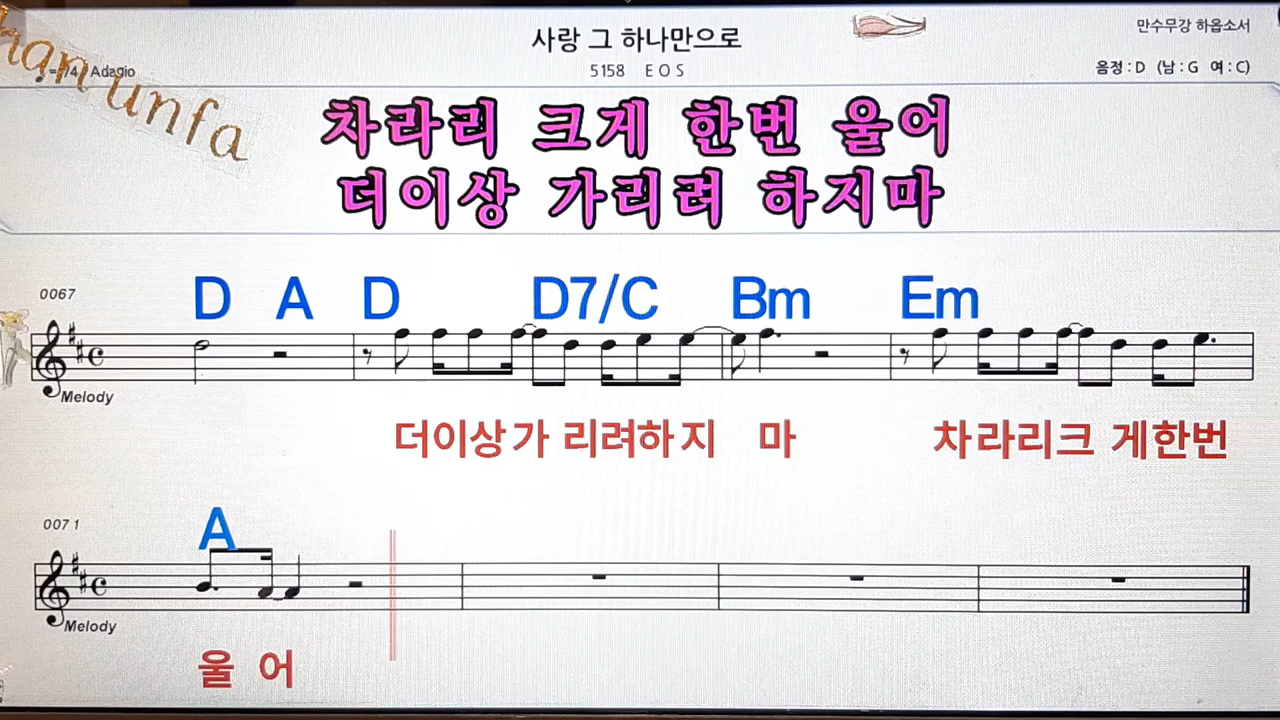 사랑 그 하나만으로
만수무강 하옵소서
5158 E O S
음정 : D (남 : G 여 : C)
Adagio
han unfa
차라리 크게 한번 울어
더이상 가리려 하지마
0067
D A D D7/C Bm Em
Melody
더이상가 리려하지 마 차라리크 게한번
0071
A
Melody
울 어